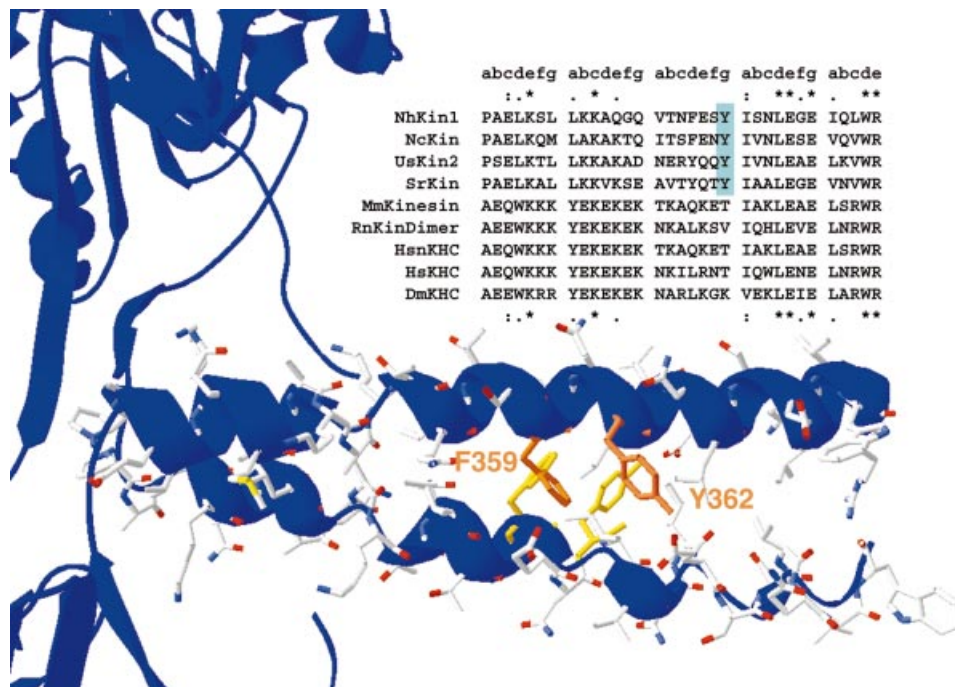 abcdefg abcdefg abcdefg abcdefg abcde
:.* . * . : **.* . **
NhKin1 PAELKSL LKKAQGQ VTNFESY ISNLEGE IQLWR
NcKin PAELKQM LAKAKTQ ITSFENY IVNLESE VQVWR
UsKin2 PSELKTL LKKAKAD NERYQQY IVNLEAE LKVWR
SrKin PAELKAL LKKVKSE AVTYQTY IAALEGE VNVWR
MmKinesin AEQWKKK YEKEKEK TKAQKET IAKLEAE LSRWR
RnKinDimer AEEWKKK YEKEKEK NKALKSV IQHLEVE LNRWR
HsnKHC AEQWKKK YEKEKEK TKAQKET IAKLEAE LSRWR
HsKHC AEEWKKK YEKEKEK NKILRNT IQWLENE LNRWR
DmKHC AEEWKRR YEKEKEK NARLKGK VEKLEIE LARWR
:.* . * . : **.* . **
F359
Y362